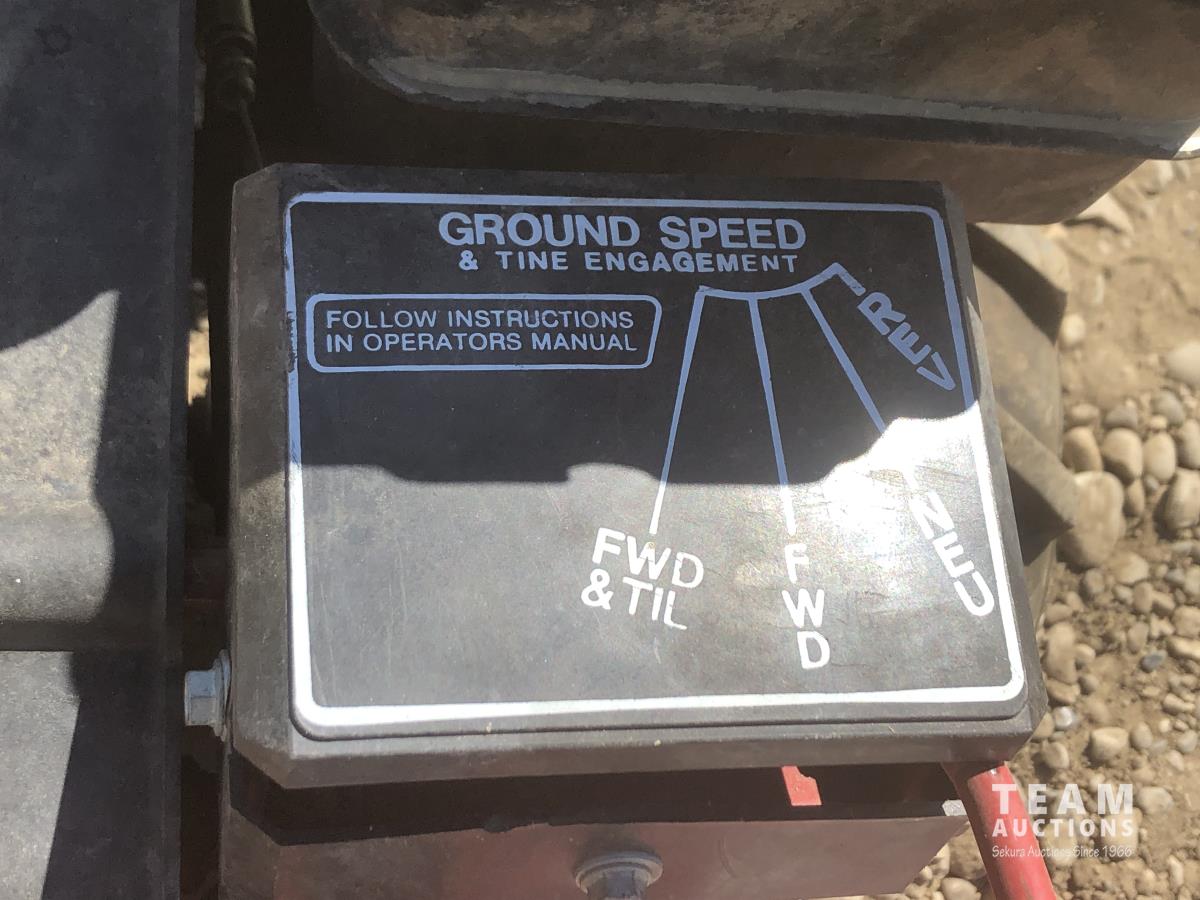 GROUND SPEED
& TINE ENGAGEMENT
FOLLOW INSTRUCTIONS
IN OPERATORS MANUAL
REV
NEU
FWD
& TIL
FWD
TEAM
AUCTIONS
Sekura Auctions Since 1966